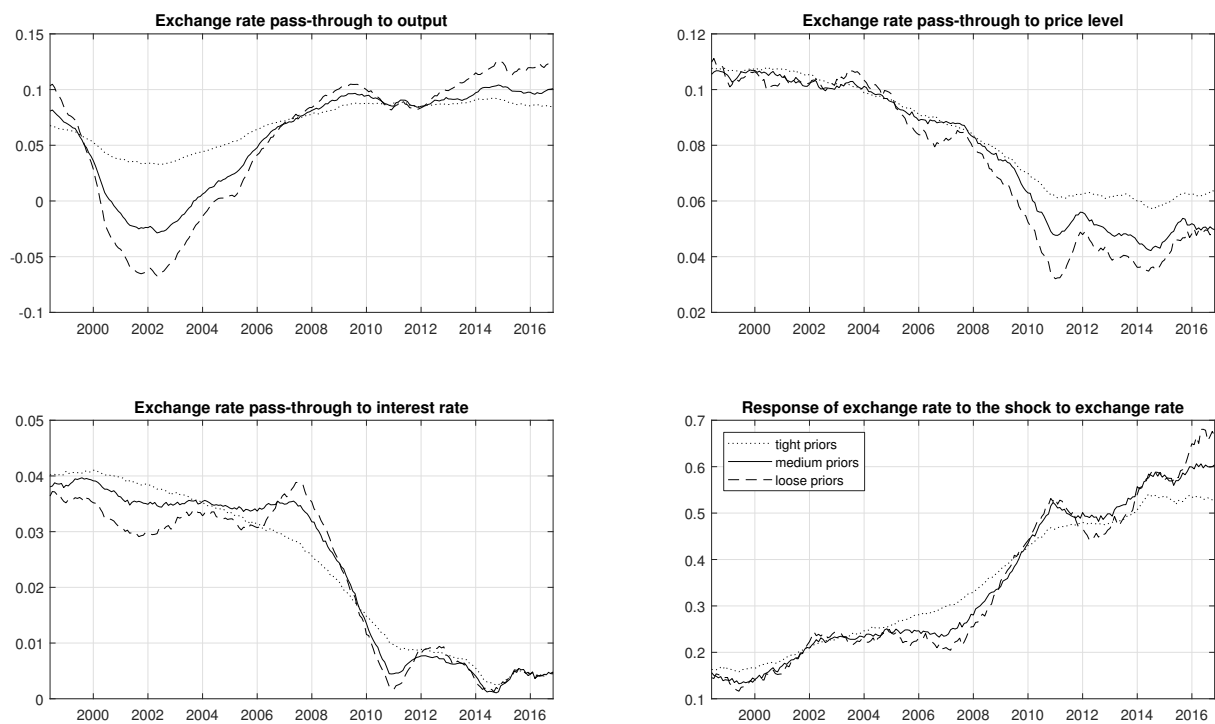 Exchange rate pass-through to output
0.15
0.1
0.05
0
-0.05
-0.1
2000 2002 2004 2006 2008 2010 2012 2014 2016
Exchange rate pass-through to price level
0.12
0.1
0.08
0.06
0.04
0.02
2000 2002 2004 2006 2008 2010 2012 2014 2016
Exchange rate pass-through to interest rate
0.05
0.04
0.03
0.02
0.01
0
2000 2002 2004 2006 2008 2010 2012 2014 2016
Response of exchange rate to the shock to exchange rate
0.7
0.6
0.5
0.4
0.3
0.2
0.1
tight priors
medium priors
loose priors
2000 2002 2004 2006 2008 2010 2012 2014 2016